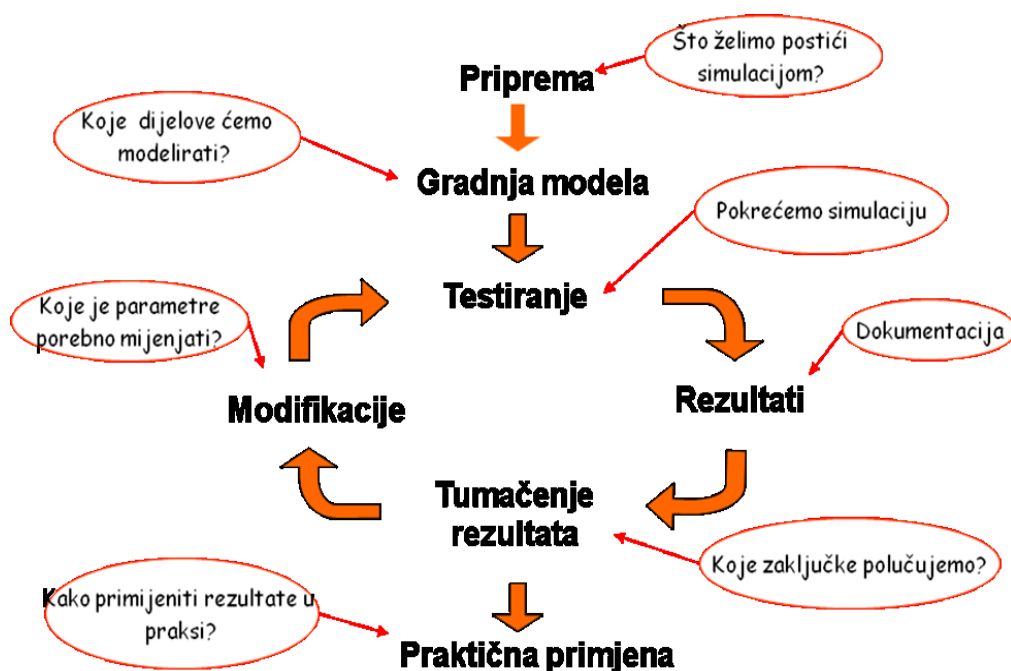 Što želimo postići
simulacijom?
Priprema
Koje dijelove ćemo
modelirati?
Gradnja modela
Pokrećemo simulaciju
Testiranje
Koje je parametre
porebno mijenjati?
Dokumentacija
Modifikacije
Rezultati
Tumačenje
rezultata
Koje zaključke polučujemo?
Kako primijeniti rezultate u
praksi?
Praktična primjena